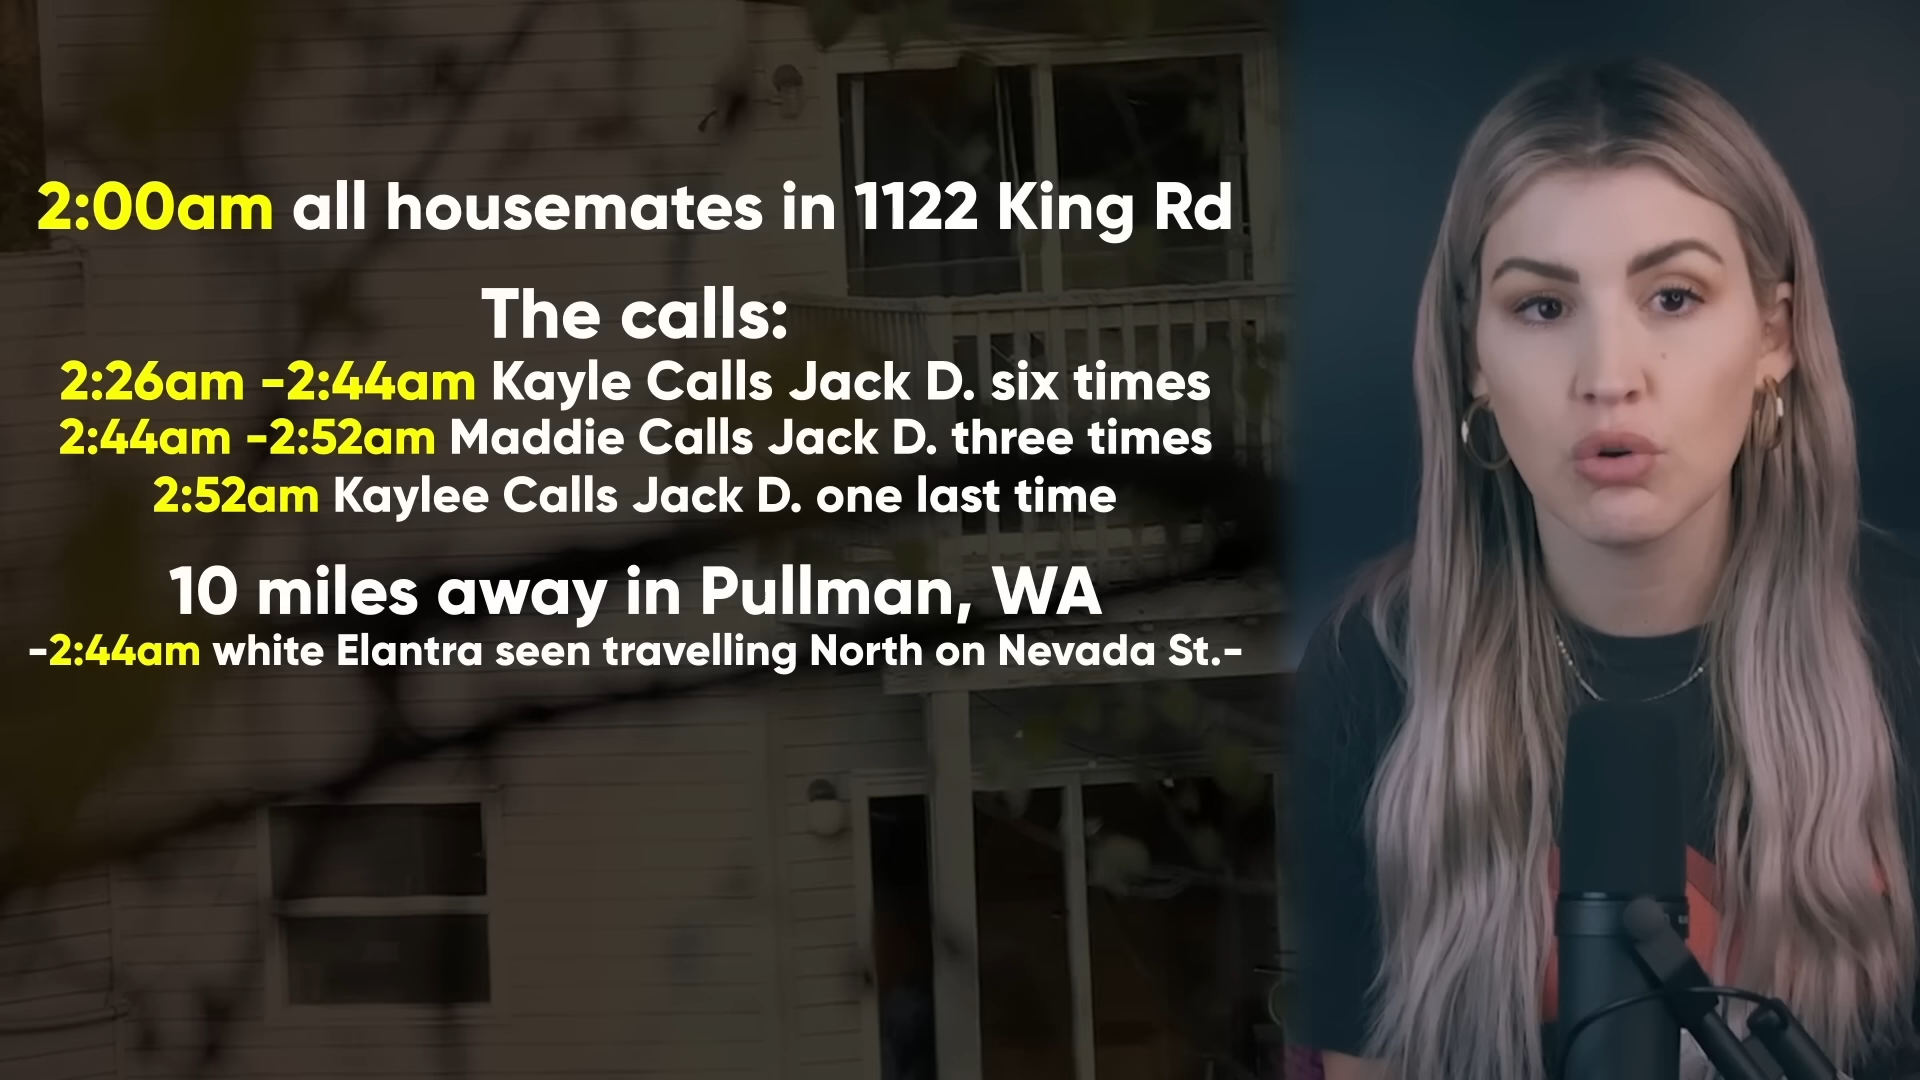 2:00am all housemates in 1122 King Rd
The calls:
2:26am -2:44am Kayle Calls Jack D. six times
2:44am -2:52am Maddie Calls Jack D. three times
2:52am Kaylee Calls Jack D. one last time
10 miles away in Pullman, WA
-2:44am white Elantra seen travelling North on Nevada St.-